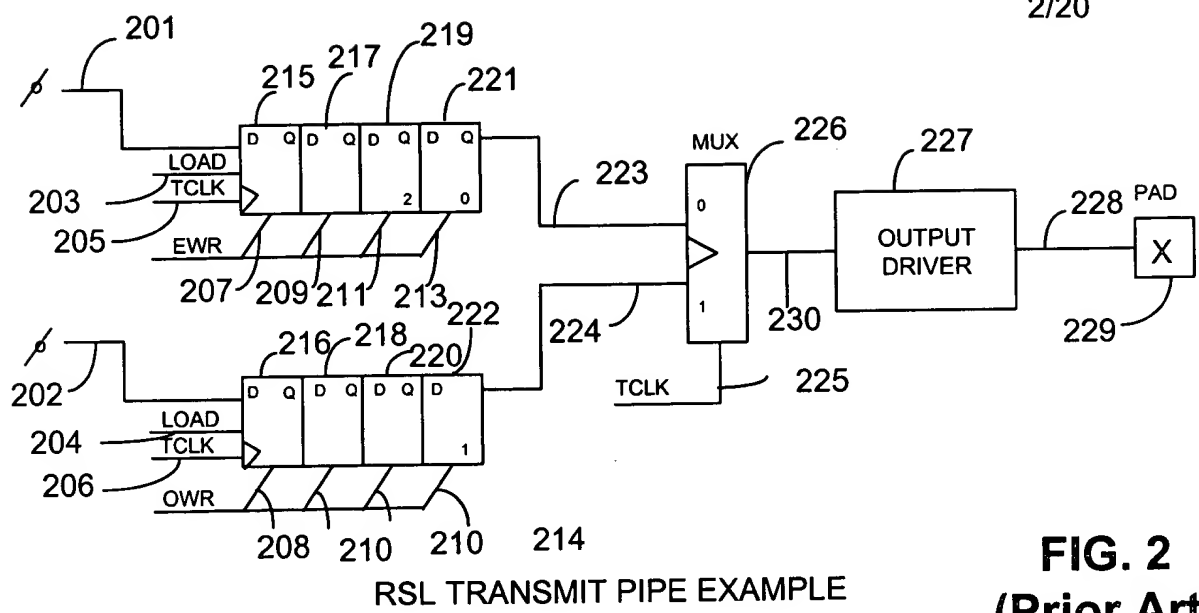 2/20
201
215 217 219 221
D Q D Q D Q D Q
LOAD
203
TCLK
205
2 0
EWR
207 209 211 213
MUX
226
223
0
227
OUTPUT
DRIVER
228
PAD
X
229
1
230
224
TCLK
225
202
216 218 220 222
D Q D Q D Q D
LOAD
204
TCLK
206
1
OWR
208 210 210 214
RSL TRANSMIT PIPE EXAMPLE
FIG. 2
(Prior Art